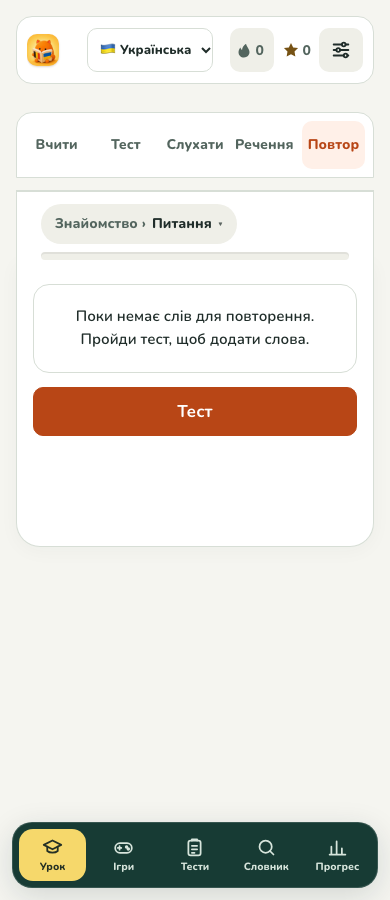 Українська
0
0
Вчити Тест Слухати Речення Повтор
Знайомство › Питання
Поки немає слів для повторення.
Пройди тест, щоб додати слова.
Тест
Урок Ігри Тести Словник Прогрес